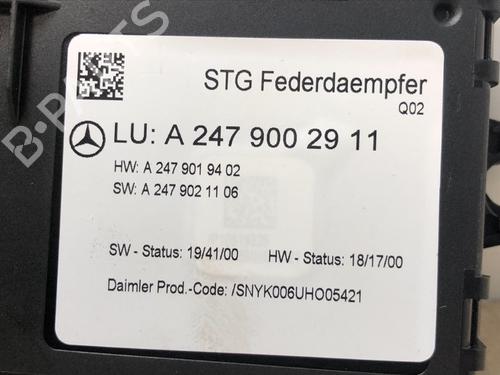 STG Federdaempfer
Q02
LU: A 247 900 29 11
HW: A 247 901 94 02
SW: A 247 902 11 06
SW - Status: 19/41/00 HW - Status: 18/17/00
Daimler Prod.-Code: /SNYK006UHO05421
B-PARTS